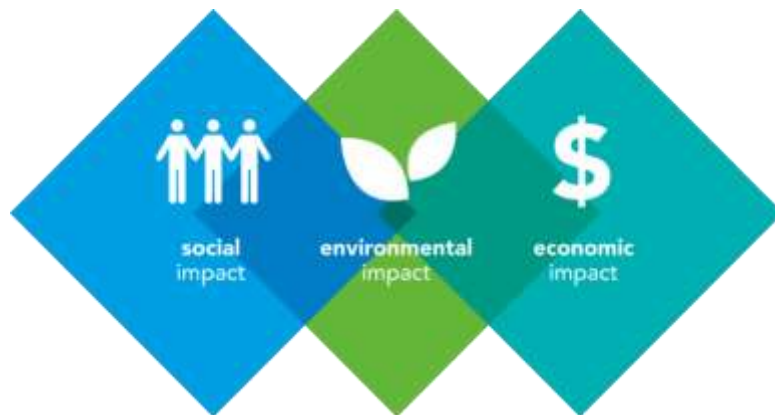 $
social
impact
environmental
impact
economic
impact